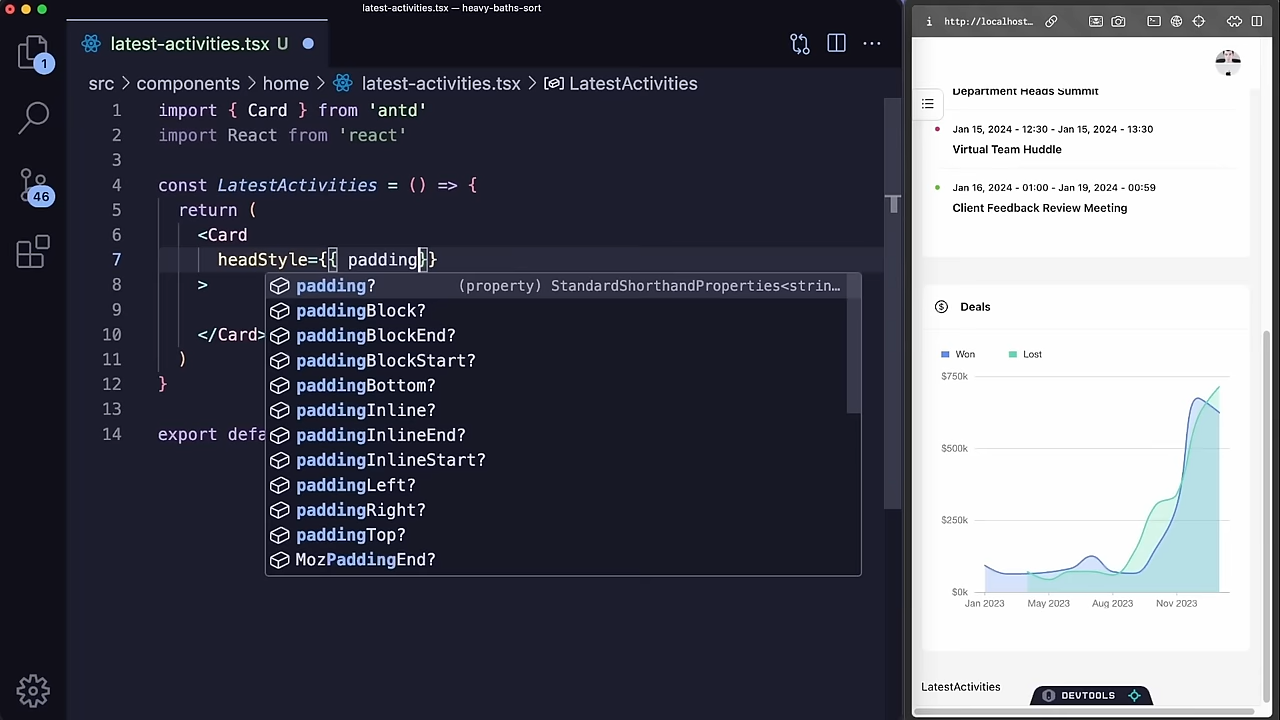 latest-activities.tsx — heavy-baths-sort
latest-activities.tsx U
src > components > home > latest-activities.tsx > LatestActivities
1 import { Card } from 'antd'
2 import React from 'react'
3
4 const LatestActivities = () => {
5 return (
6 <Card
7 headStyle={{ padding}}
8 >
9
10 </Card>
11 )
12 }
13
14 export defa
padding? (property) StandardShorthandProperties<strin…
paddingBlock?
paddingBlockEnd?
paddingBlockStart?
paddingBottom?
paddingInline?
paddingInlineEnd?
paddingInlineStart?
paddingLeft?
paddingRight?
paddingTop?
MozPaddingEnd?
1
46
http://localhost…
Department Heads Summit
Jan 15, 2024 - 12:30 - Jan 15, 2024 - 13:30
Virtual Team Huddle
Jan 16, 2024 - 01:00 - Jan 19, 2024 - 00:59
Client Feedback Review Meeting
Deals
Won Lost
$750k
$500k
$250k
$0k
Jan 2023 May 2023 Aug 2023 Nov 2023
LatestActivities
DEVTOOLS